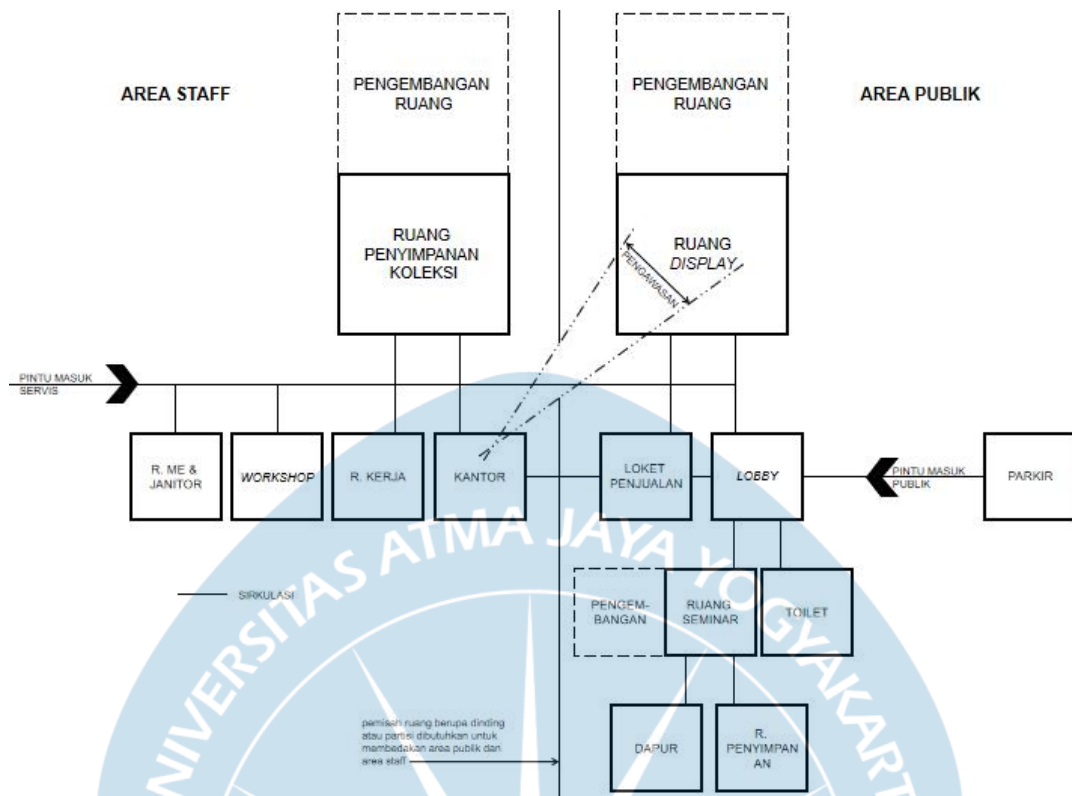 AREA STAFF
PENGEMBANGAN
RUANG
PENGEMBANGAN
RUANG
AREA PUBLIK
RUANG
PENYIMPANAN
KOLEKSI
RUANG
DISPLAY
PENGAWASAN
PINTU MASUK
SERVIS
R. ME &
JANITOR
WORKSHOP
R. KERJA
KANTOR
LOKET
PENJUALAN
LOBBY
PINTU MASUK
PUBLIK
PARKIR
SIRKULASI
PENGEM-
BANGAN
RUANG
SEMINAR
TOILET
pemisan ruang berupa dinding
atau partisi dibutuhkan untuk
membedakan area publik dan
area staff
DAPUR
R.
PENYIMPAN
AN
UNIVERSITAS ATMA JAYA YOGYAKARTA